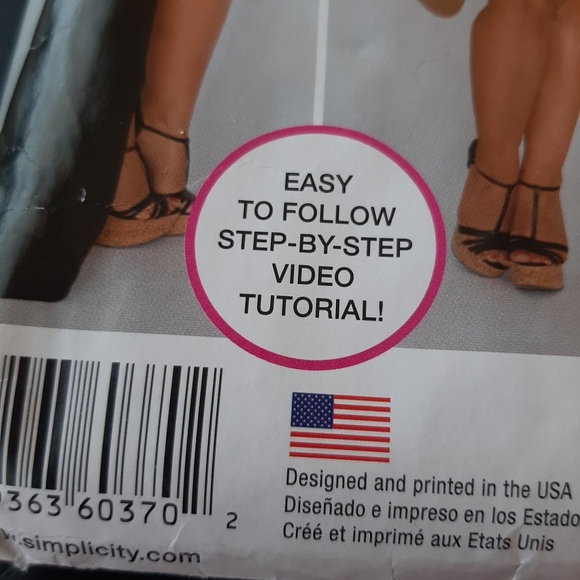 EASY
TO FOLLOW
STEP-BY-STEP
VIDEO
TUTORIAL!
Designed and printed in the USA
Diseñado e impreso en los Estado
Créé et imprimé aux Etats Unis
363 60370 2
.simplicity.com